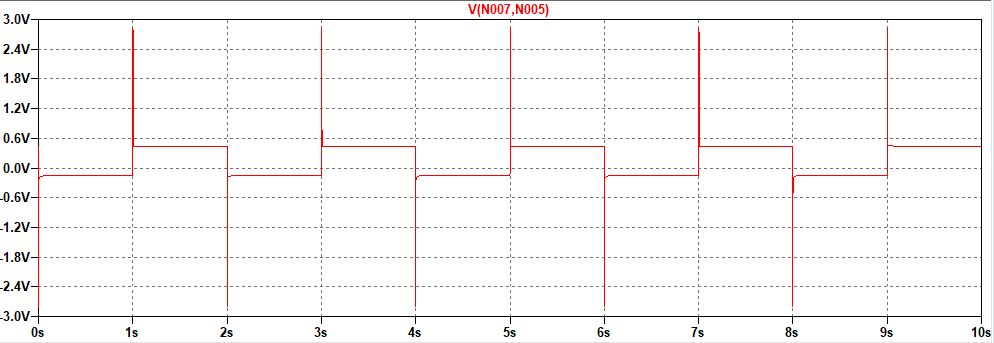 V(N007,N005)
3.0V
2.4V
1.8V
1.2V
0.6V
0.0V
-0.6V
-1.2V
-1.8V
-2.4V
-3.0V
0s 1s 2s 3s 4s 5s 6s 7s 8s 9s 10s